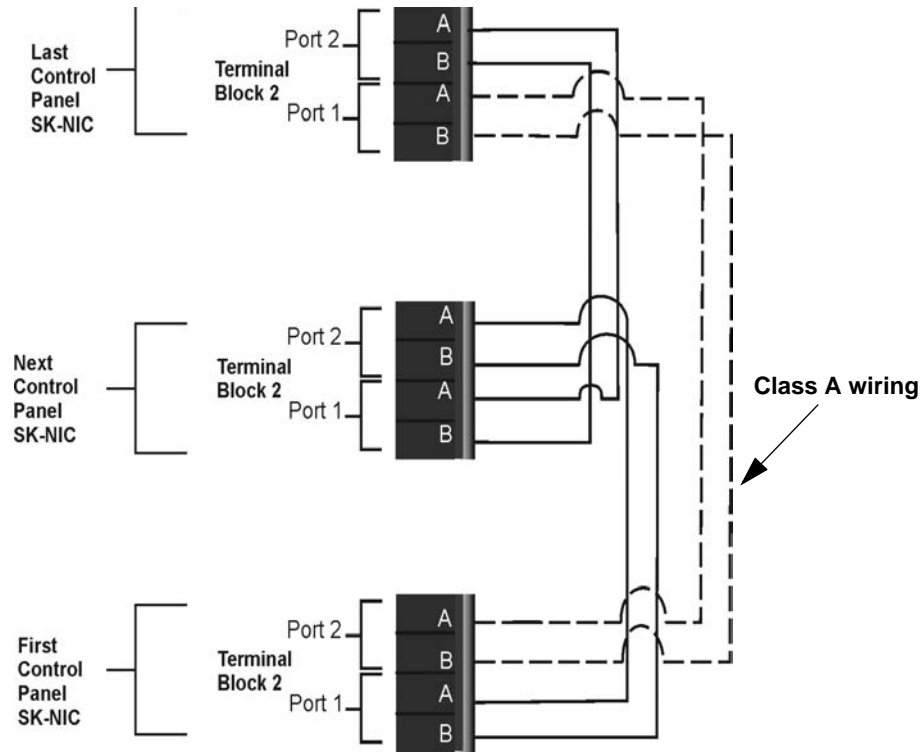 Last
Control
Panel
SK-NIC
Terminal
Block 2
Port 2
Port 1
A
B
A
B
Next
Control
Panel
SK-NIC
Terminal
Block 2
Port 2
Port 1
A
B
A
B
Class A wiring
First
Control
Panel
SK-NIC
Terminal
Block 2
Port 2
Port 1
A
B
A
B